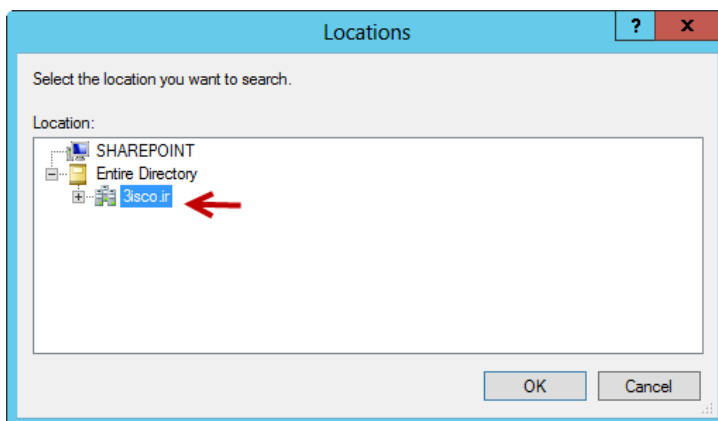 Locations
? x
Select the location you want to search.
Location:
SHAREPOINT
Entire Directory
3isco.ir
OK Cancel